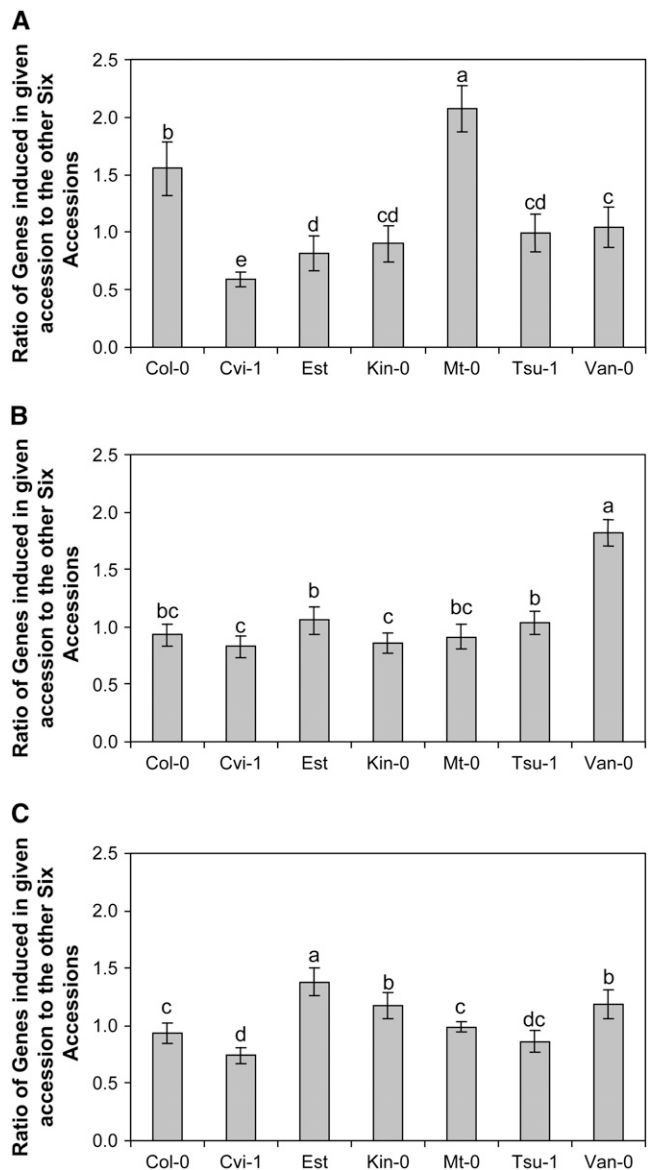 A
Ratio of Genes induced in given
accession to the other Six
Accessions
2.5
2.0
1.5
1.0
0.5
0.0
b
e
d
cd
a
cd
c
Col-0 Cvi-1 Est Kin-0 Mt-0 Tsu-1 Van-0
B
Ratio of Genes induced in given
accession to the other Six
Accessions
2.5
2.0
1.5
1.0
0.5
0.0
bc
c
b
c
bc
b
a
Col-0 Cvi-1 Est Kin-0 Mt-0 Tsu-1 Van-0
C
Ratio of Genes induced in given
accession to the other Six
Accessions
2.5
2.0
1.5
1.0
0.5
0.0
c
d
a
b
c
dc
b
Col-0 Cvi-1 Est Kin-0 Mt-0 Tsu-1 Van-0